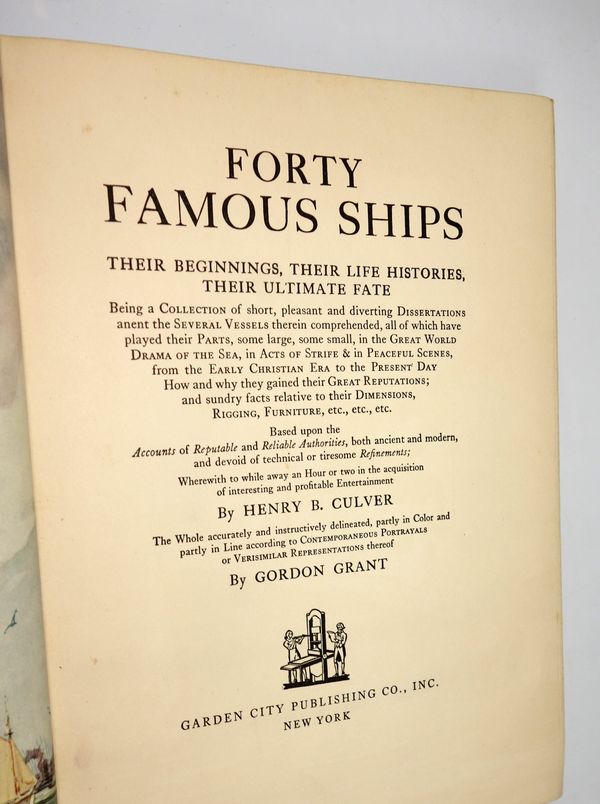 FORTY
FAMOUS SHIPS
THEIR BEGINNINGS, THEIR LIFE HISTORIES,
THEIR ULTIMATE FATE
Being a COLLECTION of short, pleasant and diverting DISSERTATIONS
anent the SEVERAL VESSELS therein comprehended, all of which have
played their PARTS, some large, some small, in the GREAT WORLD
DRAMA OF THE SEA, in ACTS OF STRIFE & in PEACEFUL SCENES,
from the EARLY CHRISTIAN ERA to the PRESENT DAY
How and why they gained their GREAT REPUTATIONS;
and sundry facts relative to their DIMENSIONS,
RIGGING, FURNITURE, etc., etc., etc.
Based upon the
Accounts of Reputable and Reliable Authorities, both ancient and modern,
and devoid of technical or tiresome Refinements;
Wherewith to while away an Hour or two in the acquisition
of interesting and profitable Entertainment
By HENRY B. CULVER
The Whole accurately and instructively delineated, partly in Color and
partly in Line according to CONTEMPORANEOUS PORTRAYALS
or VERISIMILAR REPRESENTATIONS thereof
By GORDON GRANT
GARDEN CITY PUBLISHING CO., INC.
NEW YORK